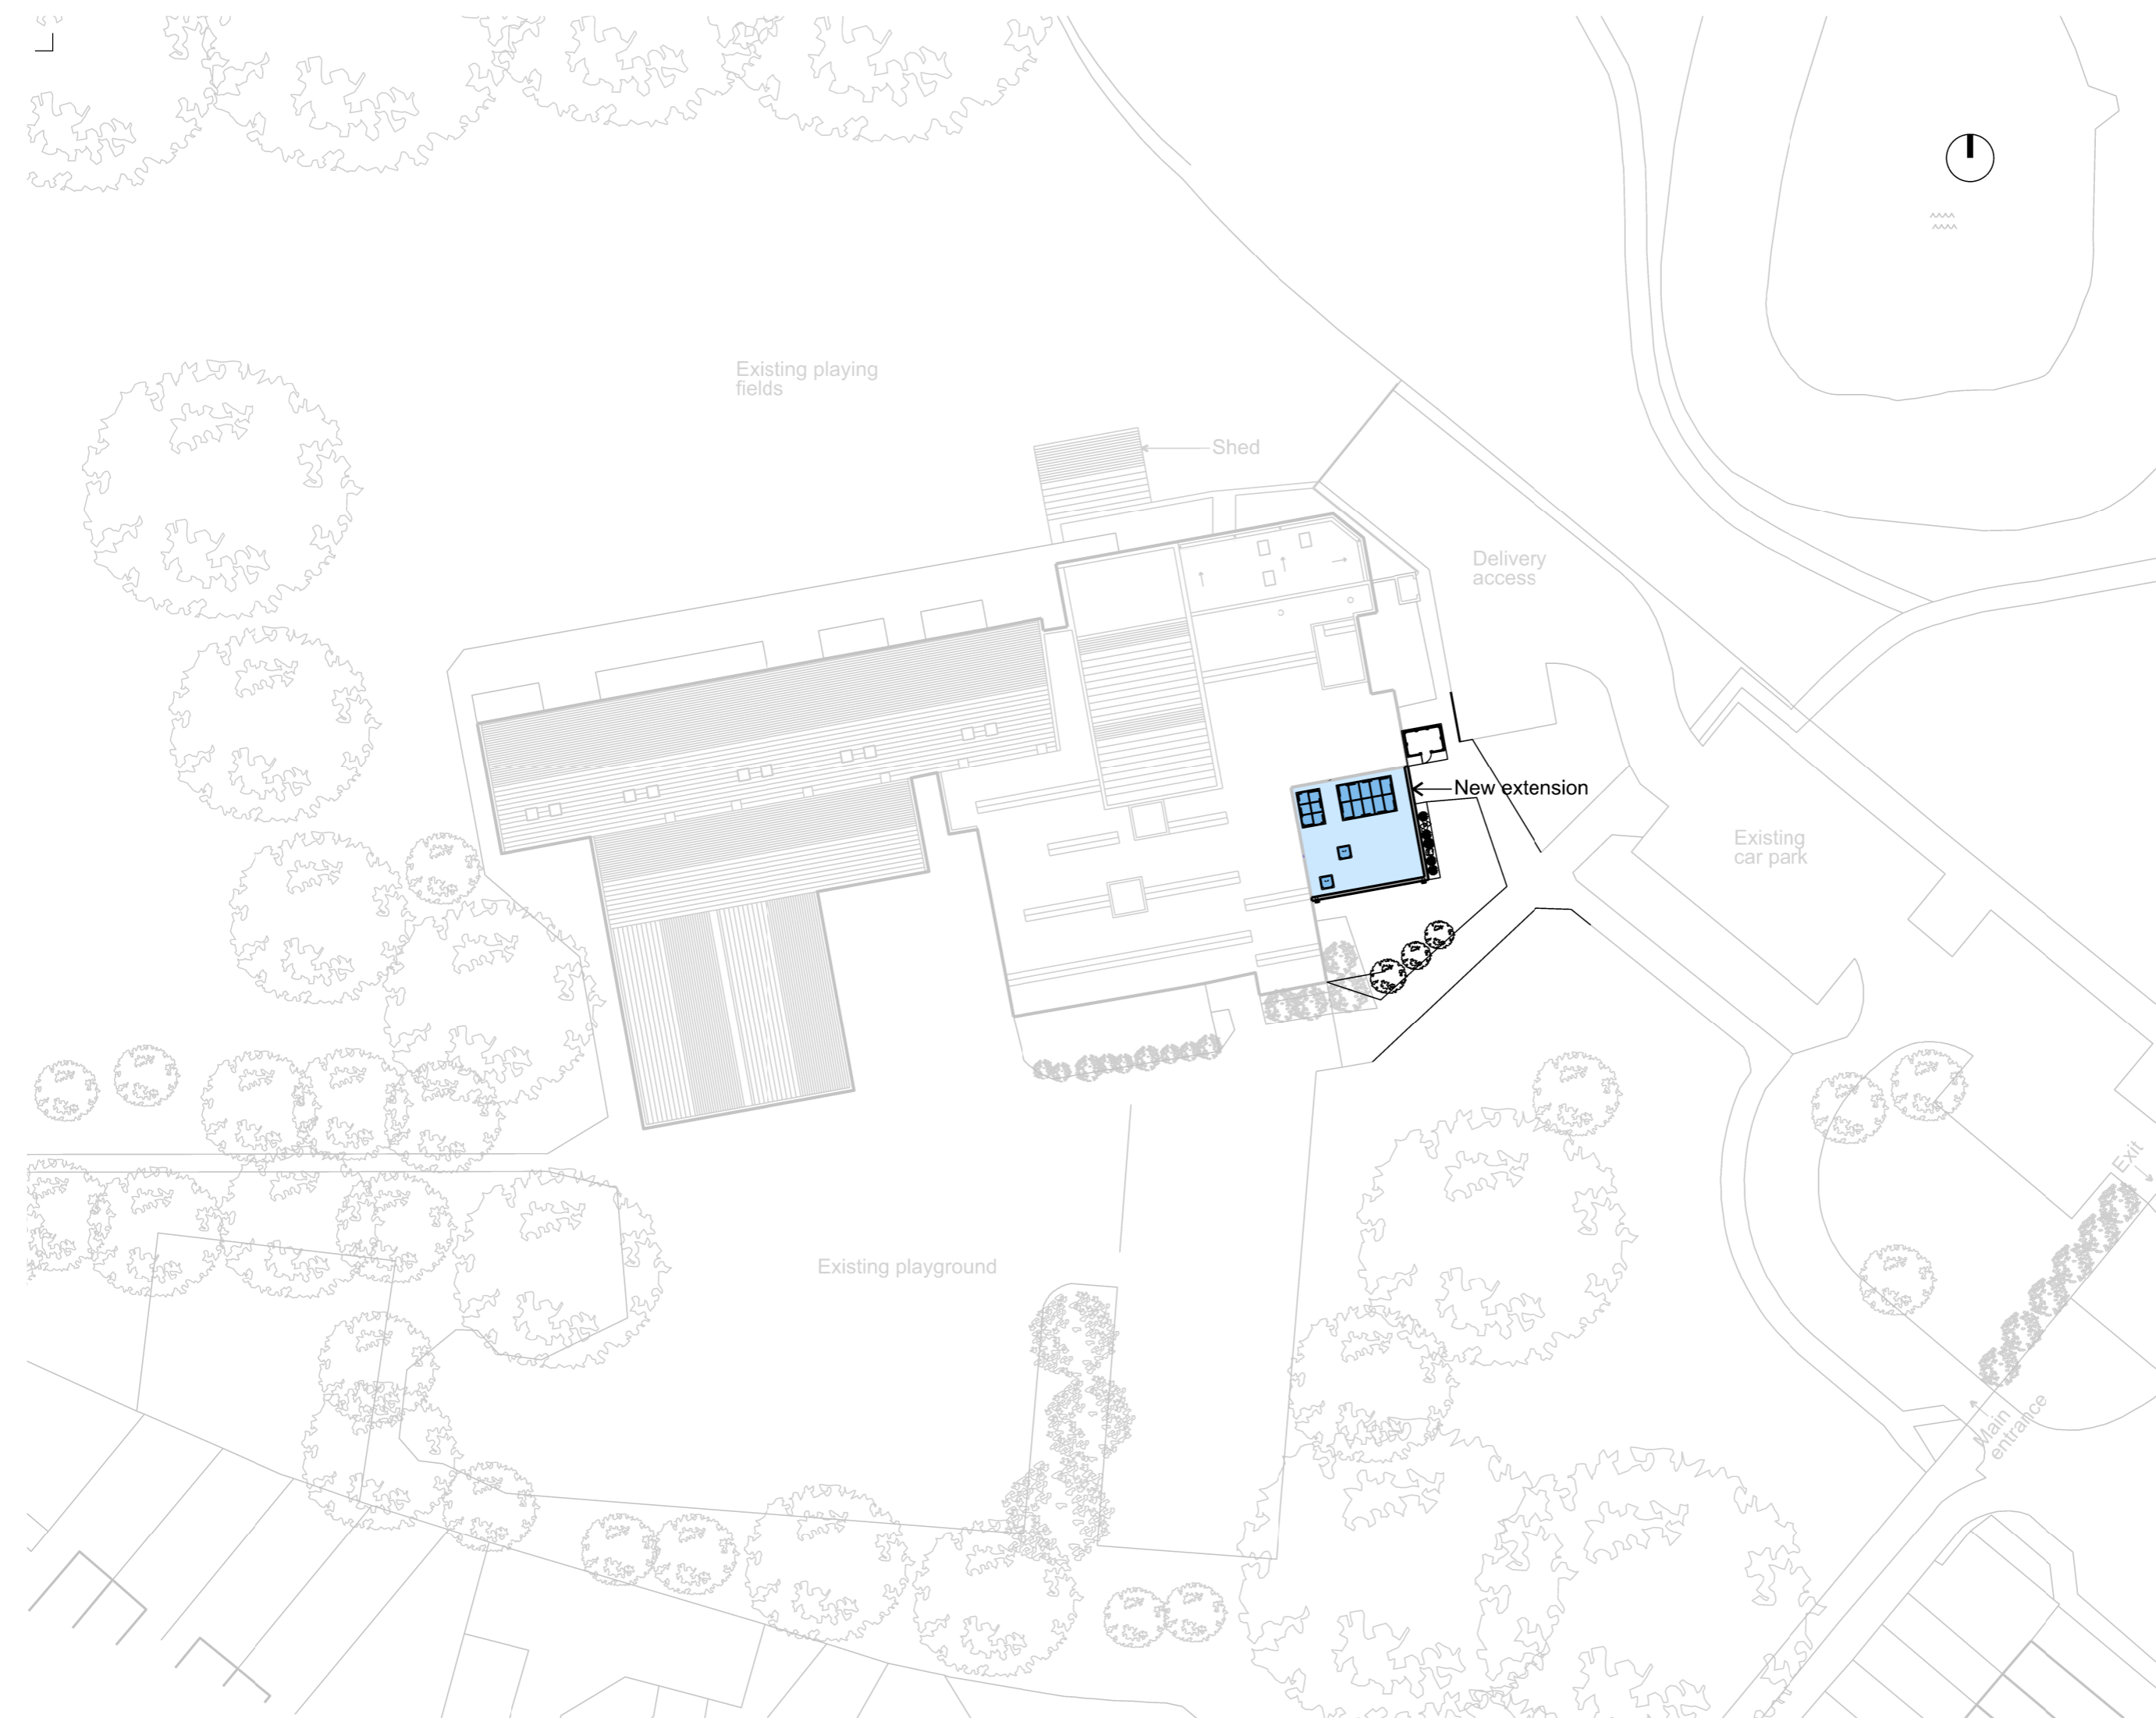 Existing playing
fields
Shed
Delivery
access
New extension
Existing
car park
Exit
Existing playground
Main
entrance